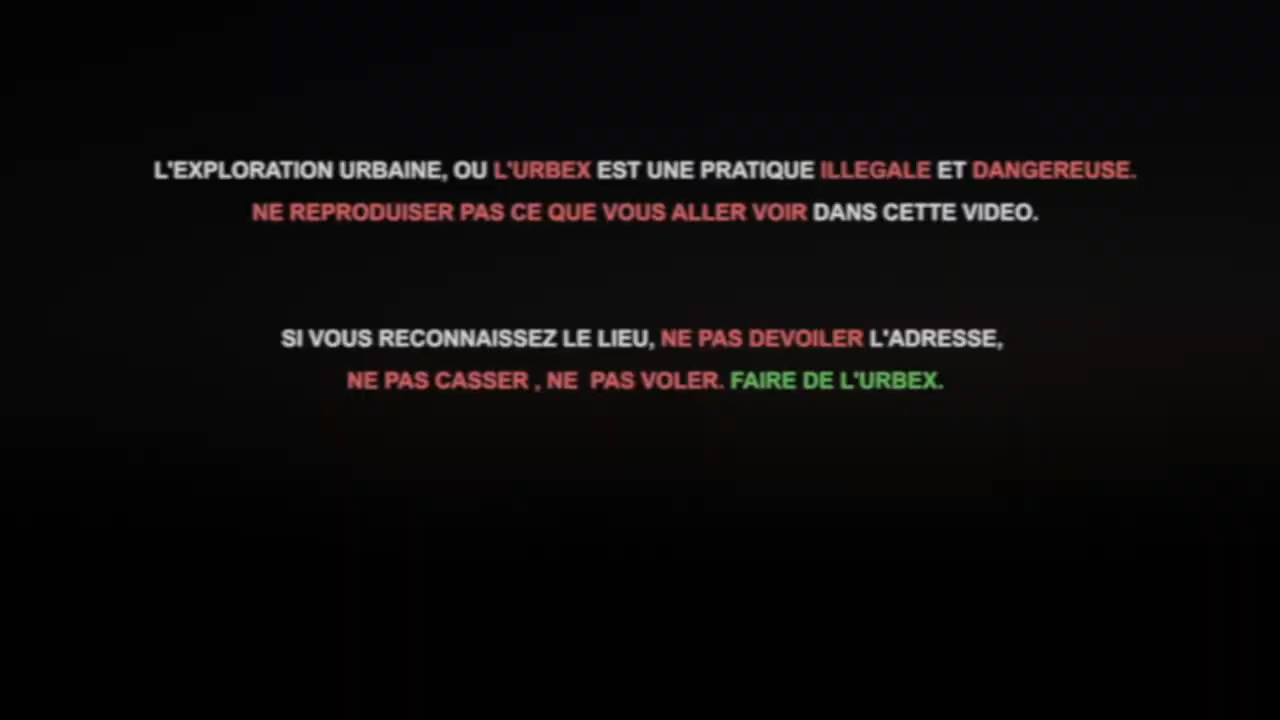 L'EXPLORATION URBAINE, OU L'URBEX EST UNE PRATIQUE ILLEGALE ET DANGEREUSE.
NE REPRODUISER PAS CE QUE VOUS ALLER VOIR DANS CETTE VIDEO.
SI VOUS RECONNAISSEZ LE LIEU, NE PAS DEVOILER L'ADRESSE,
NE PAS CASSER , NE  PAS VOLER. FAIRE DE L'URBEX.